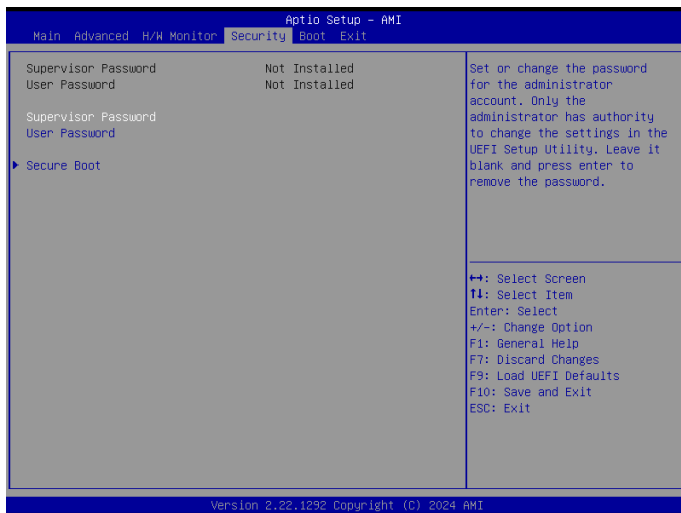 Aptio Setup – AMI
Main Advanced H/W Monitor Security Boot Exit
Supervisor Password Not Installed
User Password Not Installed
Supervisor Password
User Password
Secure Boot
Set or change the password
for the administrator
account. Only the
administrator has authority
to change the settings in the
UEFI Setup Utility. Leave it
blank and press enter to
remove the password.
↔: Select Screen
↑↓: Select Item
Enter: Select
+/-: Change Option
F1: General Help
F7: Discard Changes
F9: Load UEFI Defaults
F10: Save and Exit
ESC: Exit
Version 2.22.1292 Copyright (C) 2024 AMI